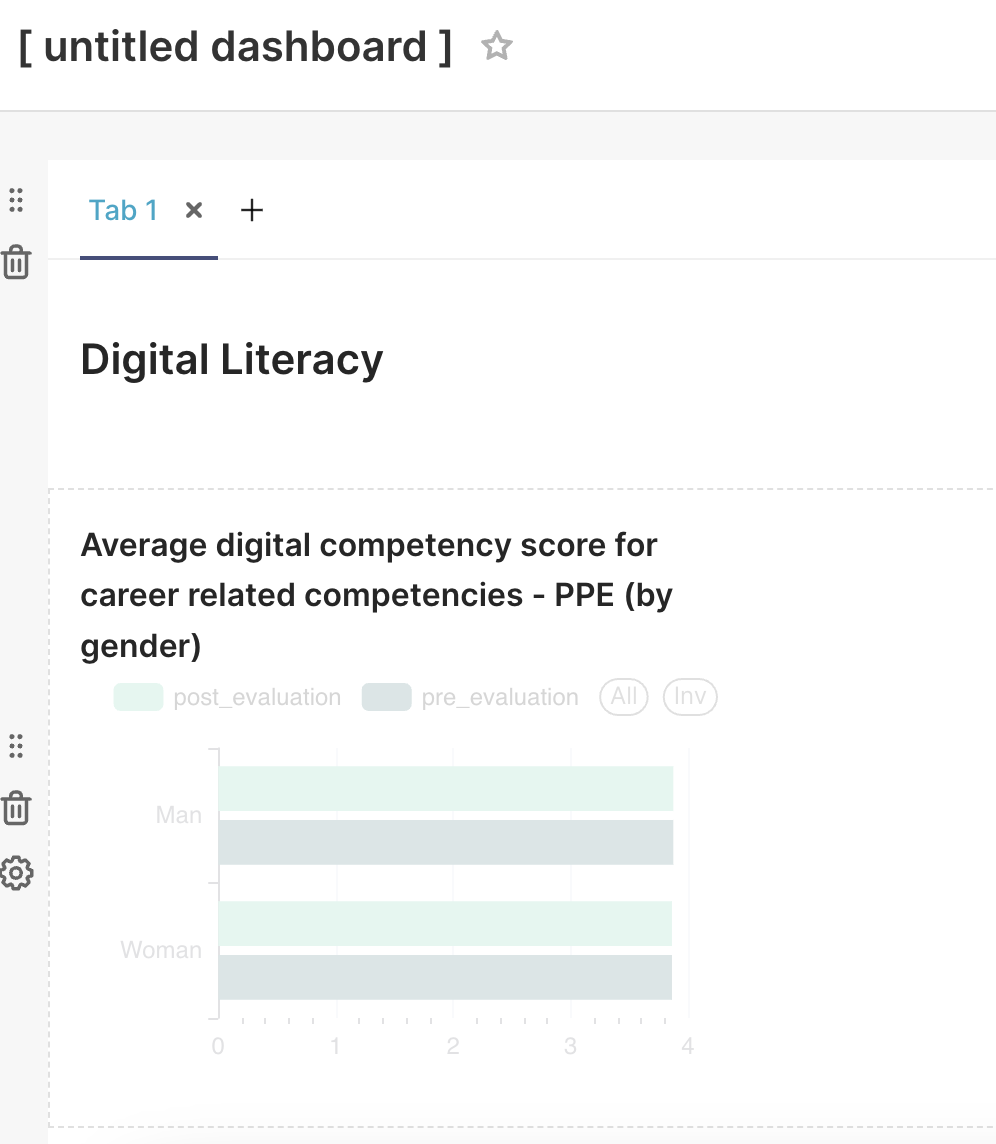 [ untitled dashboard ]
Tab 1
Digital Literacy
Average digital competency score for
career related competencies - PPE (by
gender)
post_evaluation pre_evaluation All Inv
Man
Woman
0 1 2 3 4